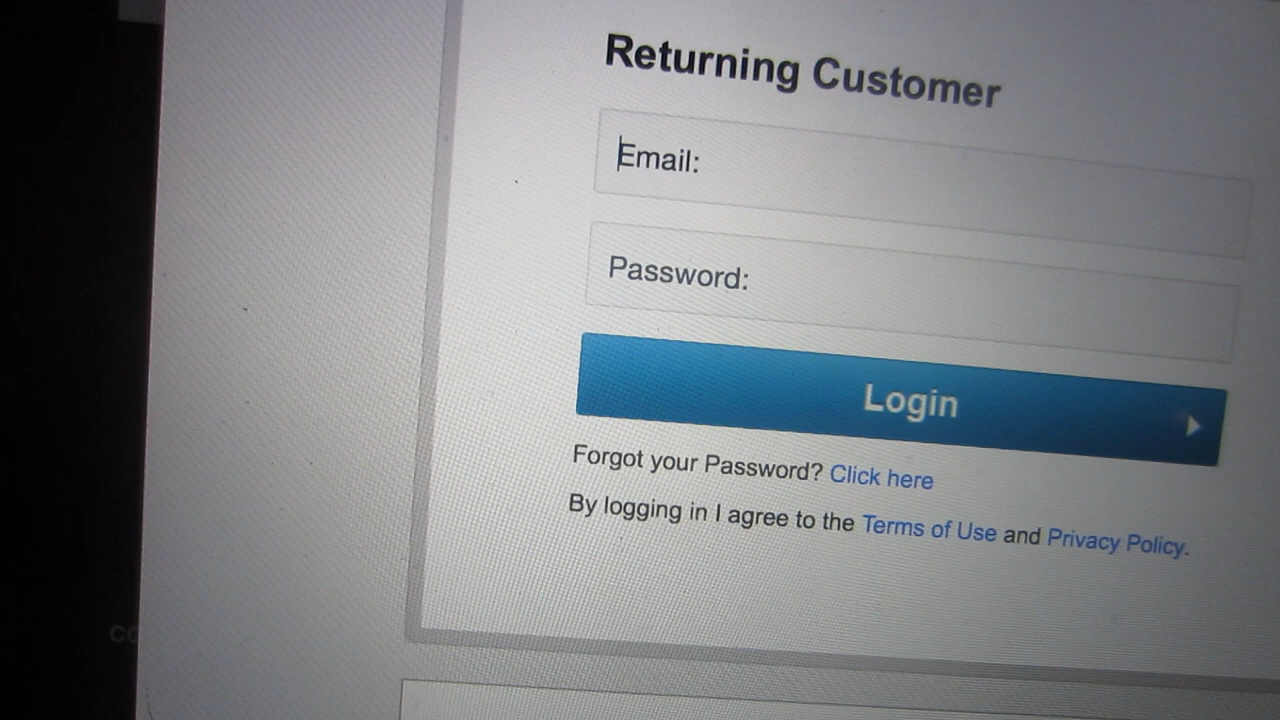 Returning Customer
Email:
Password:
Login
Forgot your Password? Click here
By logging in I agree to the Terms of Use and Privacy Policy.